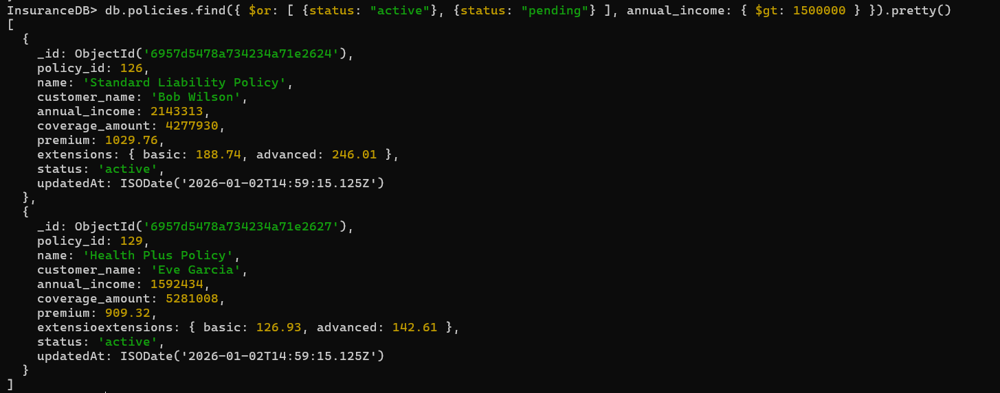 InsuranceDB> db.policies.find({ $or: [ {status: "active"}, {status: "pending"} ], annual_income: { $gt: 1500000 } }).pretty()
[
  {
    _id: ObjectId('6957d5478a734234a71e2624'),
    policy_id: 126,
    name: 'Standard Liability Policy',
    customer_name: 'Bob Wilson',
    annual_income: 2143313,
    coverage_amount: 4277930,
    premium: 1029.76,
    extensions: { basic: 188.74, advanced: 246.01 },
    status: 'active',
    updatedAt: ISODate('2026-01-02T14:59:15.125Z')
  },
  {
    _id: ObjectId('6957d5478a734234a71e2627'),
    policy_id: 129,
    name: 'Health Plus Policy',
    customer_name: 'Eve Garcia',
    annual_income: 1592434,
    coverage_amount: 5281008,
    premium: 909.32,
    extensioextensions: { basic: 126.93, advanced: 142.61 },
    status: 'active',
    updatedAt: ISODate('2026-01-02T14:59:15.125Z')
  }
]